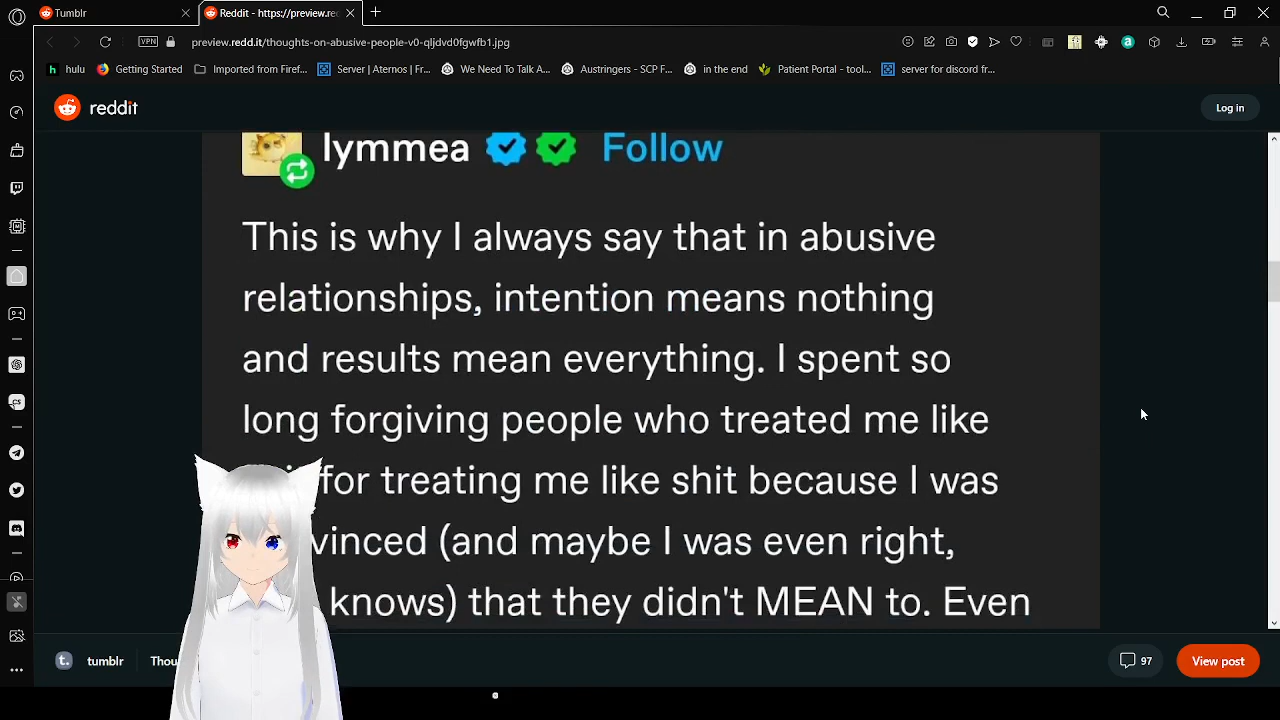 Tumblr
Reddit - https://preview.red
preview.redd.it/thoughts-on-abusive-people-v0-qljdvd0fgwfb1.jpg
VPN
hulu
Getting Started
Imported from Firef...
Server | Aternos | Fr...
We Need To Talk A...
Austringers - SCP F...
in the end
Patient Portal - tool...
server for discord fr...
reddit
Log in
lymmea Follow
This is why I always say that in abusive
relationships, intention means nothing
and results mean everything. I spent so
long forgiving people who treated me like
for treating me like shit because I was
vinced (and maybe I was even right,
knows) that they didn't MEAN to. Even
tumblr
Thou
97
View post